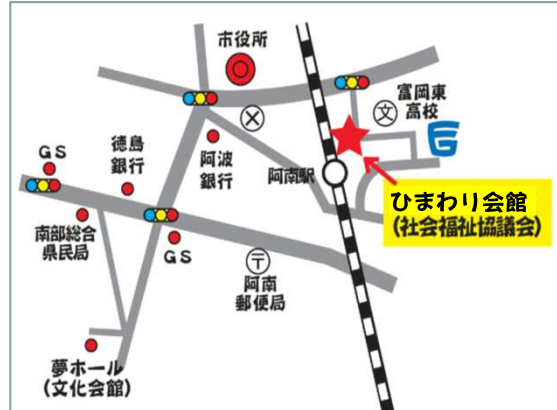 市役所
富岡東
高校
文
G
徳島
銀行
阿波
銀行
阿南駅
GS
ひまわり会館
(社会福祉協議会)
南部総合
県民局
GS
〒
阿南
郵便局
夢ホール
(文化会館)